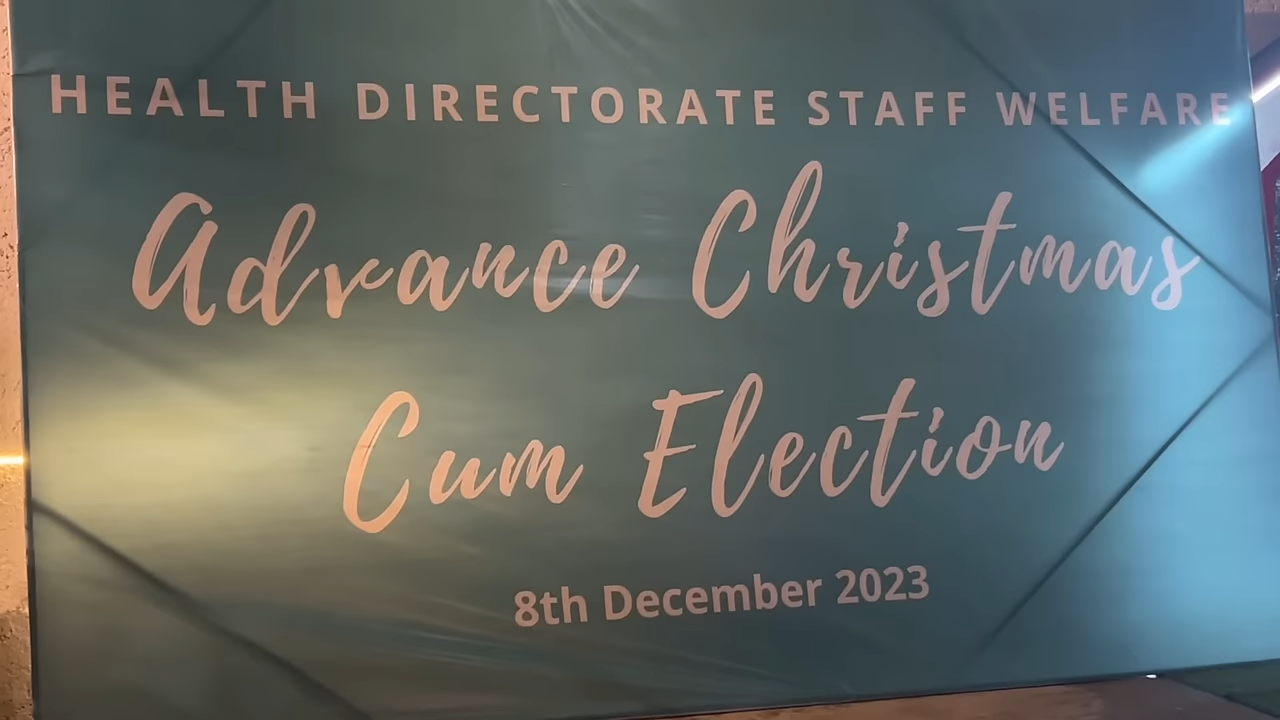 HEALTH DIRECTORATE STAFF WELFARE
Advance Christmas
Cum Election
8th December 2023